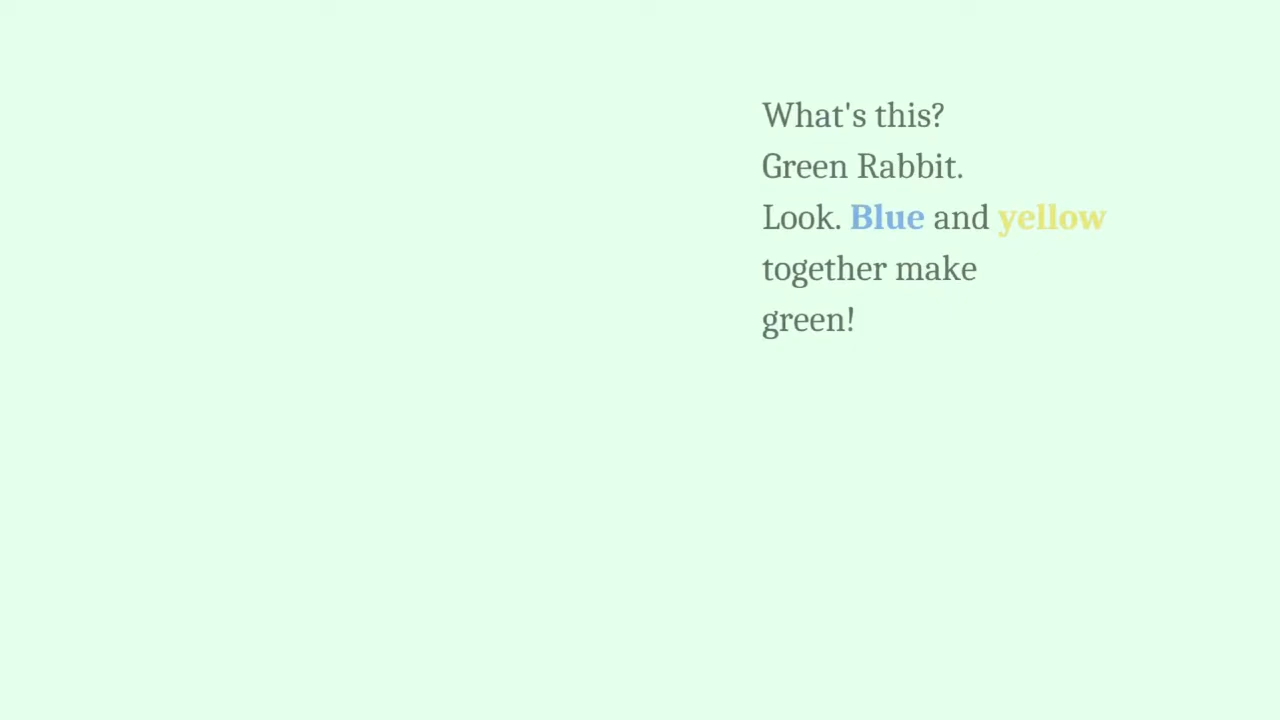 What's this?
Green Rabbit.
Look. Blue and yellow
together make
green!